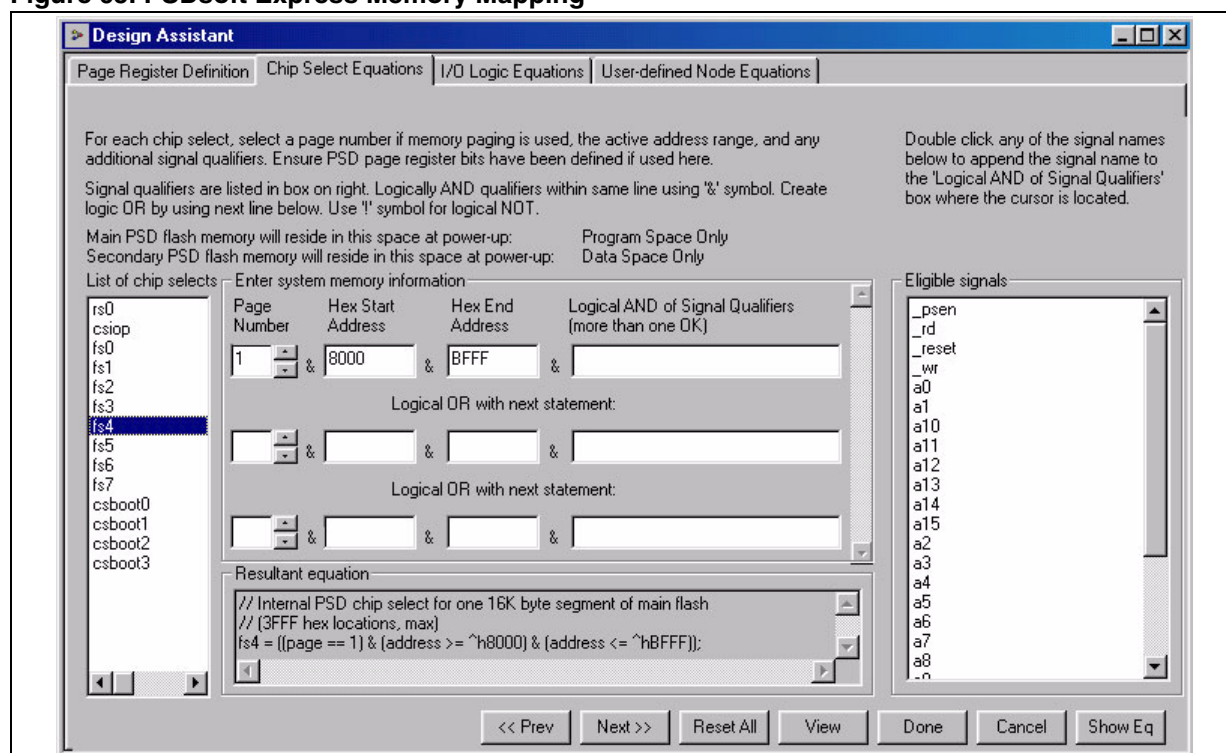 Design Assistant
Page Register Definition Chip Select Equations I/O Logic Equations User-defined Node Equations
For each chip select, select a page number if memory paging is used, the active address range, and any
additional signal qualifiers. Ensure PSD page register bits have been defined if used here.
Signal qualifiers are listed in box on right. Logically AND qualifiers within same line using '&' symbol. Create
logic OR by using next line below. Use '!' symbol for logical NOT.
Main PSD flash memory will reside in this space at power-up: Program Space Only
Secondary PSD flash memory will reside in this space at power-up: Data Space Only
Double click any of the signal names
below to append the signal name to
the 'Logical AND of Signal Qualifiers'
box where the cursor is located.
List of chip selects
rs0
csiop
fs0
fs1
fs2
fs3
fs4
fs5
fs6
fs7
csboot0
csboot1
csboot2
csboot3
Enter system memory information
Page Hex Start Hex End Logical AND of Signal Qualifiers
Number Address Address (more than one OK)
1 & 8000 & BFFF &
Logical OR with next statement:
& & &
Logical OR with next statement:
& & &
Resultant equation
// Internal PSD chip select for one 16K byte segment of main flash
// (3FFF hex locations, max)
fs4 = ((page == 1) & (address >= ^h8000) & (address <= ^hBFFF));
Eligible signals
_psen
_rd
_reset
_wr
a0
a1
a10
a11
a12
a13
a14
a15
a2
a3
a4
a5
a6
a7
a8
<< Prev Next >> Reset All View Done Cancel Show Eq